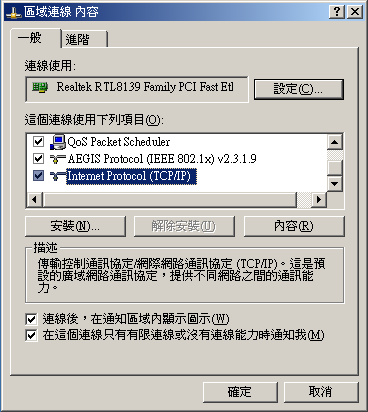 區域連線 內容
一般
進階
連線使用:
Realtek RTL8139 Family PCI Fast Etl
設定(C)...
這個連線使用下列項目(O):
QoS Packet Scheduler
AEGIS Protocol (IEEE 802.1x) v2.3.1.9
Internet Protocol (TCP/IP)
安裝(N)...
解除安裝(U)
內容(R)
描述
傳輸控制通訊協定/網際網路通訊協定 (TCP/IP)。這是預
設的廣域網路通訊協定，提供不同網路之間的通訊能
力。
連線後，在通知區域內顯示圖示(W)
在這個連線只有有限連線或沒有連線能力時通知我(M)
確定
取消